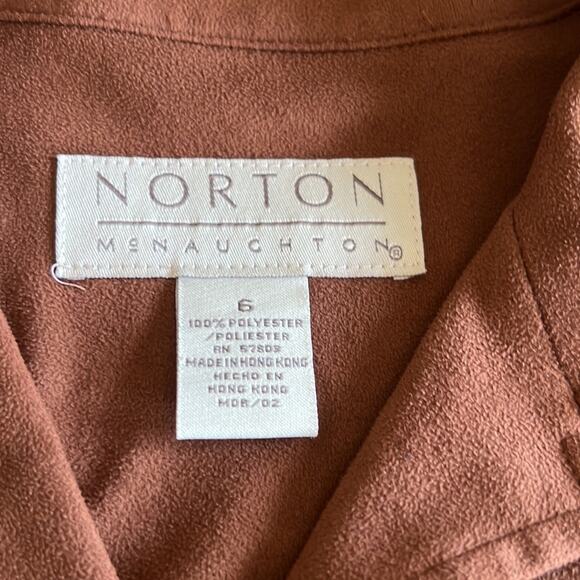 NORTON
McNAUGHTON®
6
100% POLYESTER
/POLIESTER
RN 57803
MADE IN HONG KONG
HECHO EN
HONG KONG
MDR/02